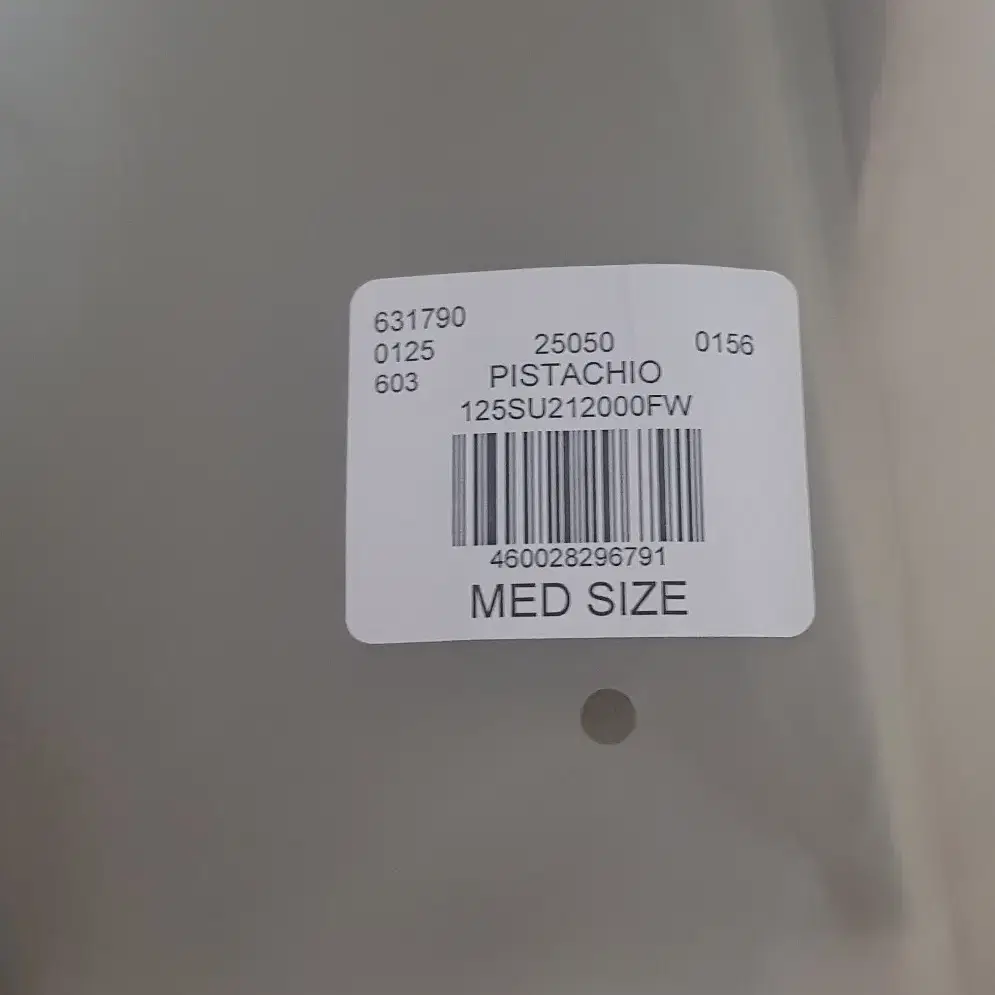 631790
0125 25050 0156
603 PISTACHIO
125SU212000FW
460028296791
MED SIZE